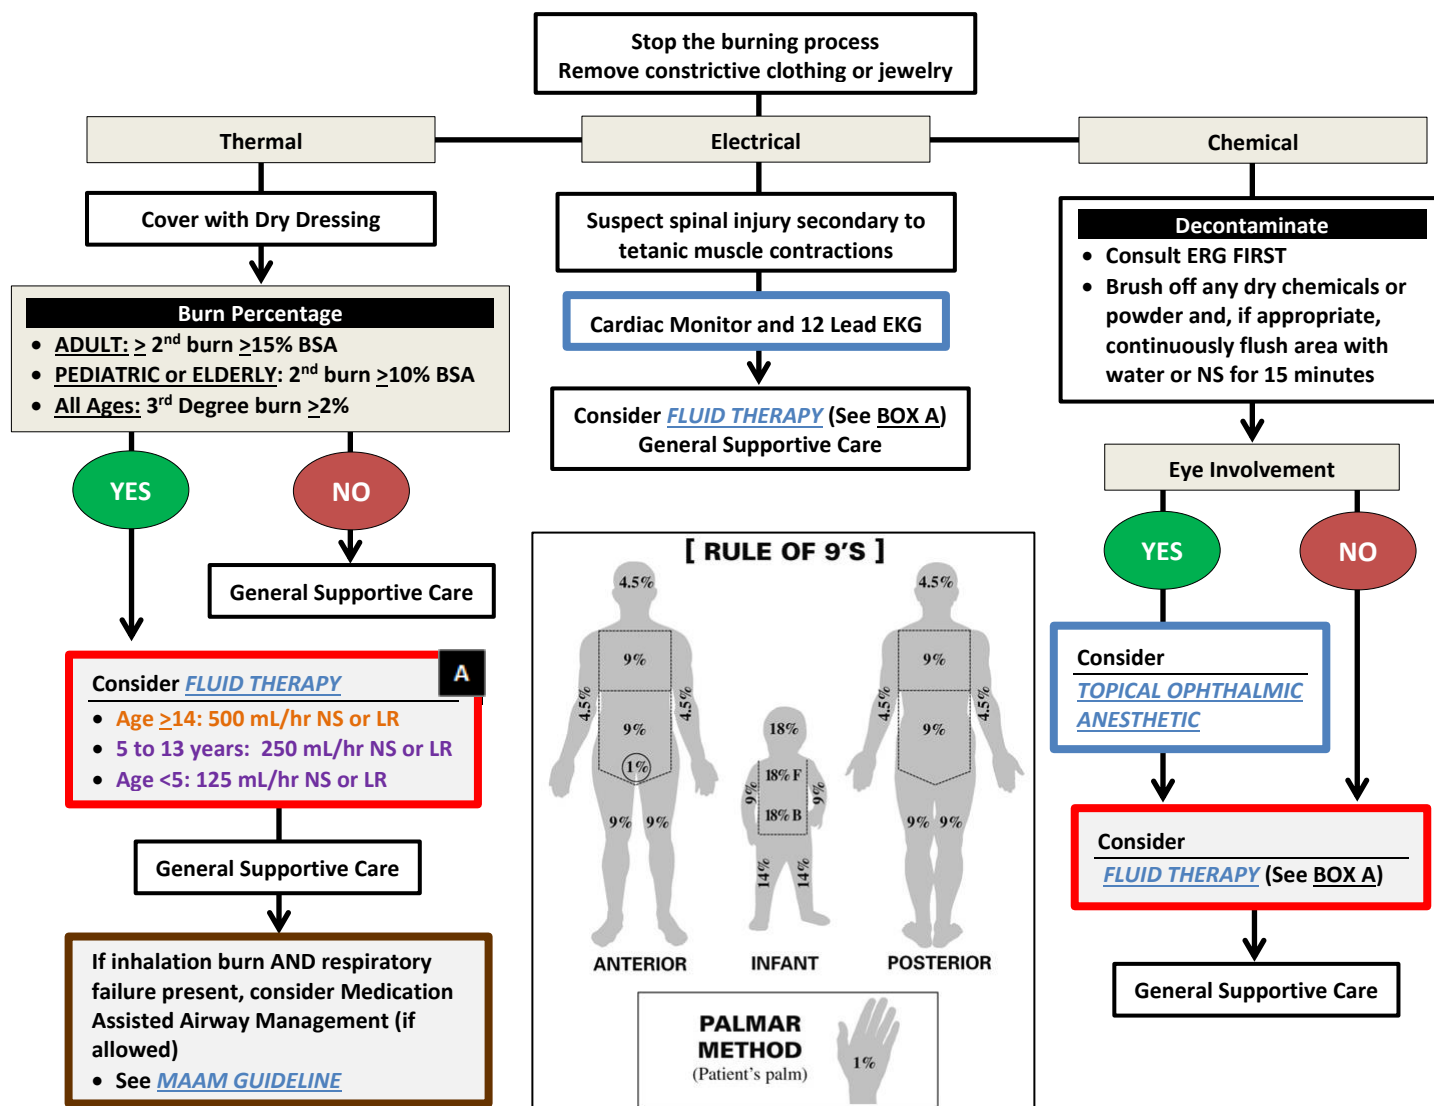 Stop the burning process
Remove constrictive clothing or jewelry
Thermal
Electrical
Chemical
Cover with Dry Dressing
Burn Percentage
• ADULT: > 2nd burn >15% BSA
• PEDIATRIC or ELDERLY: 2nd burn >10% BSA
• All Ages: 3rd Degree burn >2%
YES
NO
General Supportive Care
A
Consider FLUID THERAPY
• Age >14: 500 mL/hr NS or LR
• 5 to 13 years: 250 mL/hr NS or LR
• Age <5: 125 mL/hr NS or LR
General Supportive Care
If inhalation burn AND respiratory
failure present, consider Medication
Assisted Airway Management (if
allowed)
• See MAAM GUIDELINE
Suspect spinal injury secondary to
tetanic muscle contractions
Cardiac Monitor and 12 Lead EKG
Consider FLUID THERAPY (See BOX A)
General Supportive Care
[ RULE OF 9'S ]
4.5%
9%
4.5%
4.5%
9%
1%
9%
9%
ANTERIOR
18%
18% F
9%
9%
18% B
14%
14%
INFANT
4.5%
9%
4.5%
4.5%
9%
9%
9%
POSTERIOR
PALMAR
METHOD
(Patient's palm)
1%
Decontaminate
• Consult ERG FIRST
• Brush off any dry chemicals or
powder and, if appropriate,
continuously flush area with
water or NS for 15 minutes
Eye Involvement
YES
NO
Consider
TOPICAL OPHTHALMIC
ANESTHETIC
Consider
FLUID THERAPY (See BOX A)
General Supportive Care